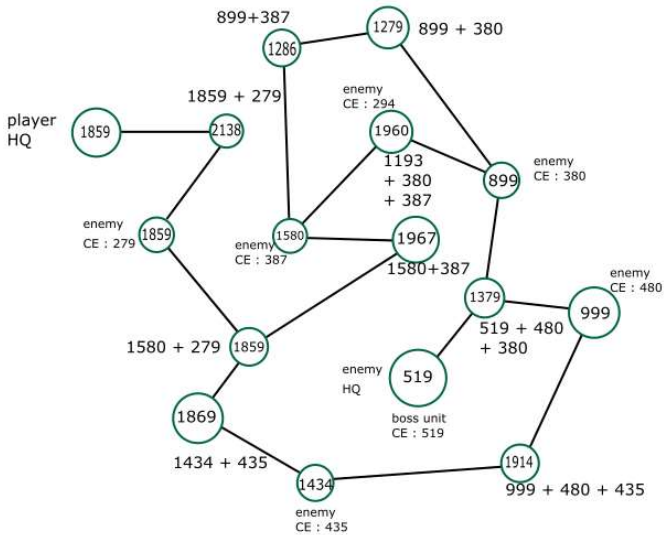 899+387
1286
1279
899 + 380
enemy
CE : 294
1960
1193
+ 380
+ 387
1859 + 279
player
HQ
1859
2138
enemy
CE : 380
899
enemy
CE : 279
1859
enemy
CE : 387
1580
1967
1580+387
enemy
CE : 480
999
1379
519 + 480
+ 380
1580 + 279
1859
enemy
HQ
519
boss unit
CE : 519
1869
1434 + 435
1434
enemy
CE : 435
1914
999 + 480 + 435